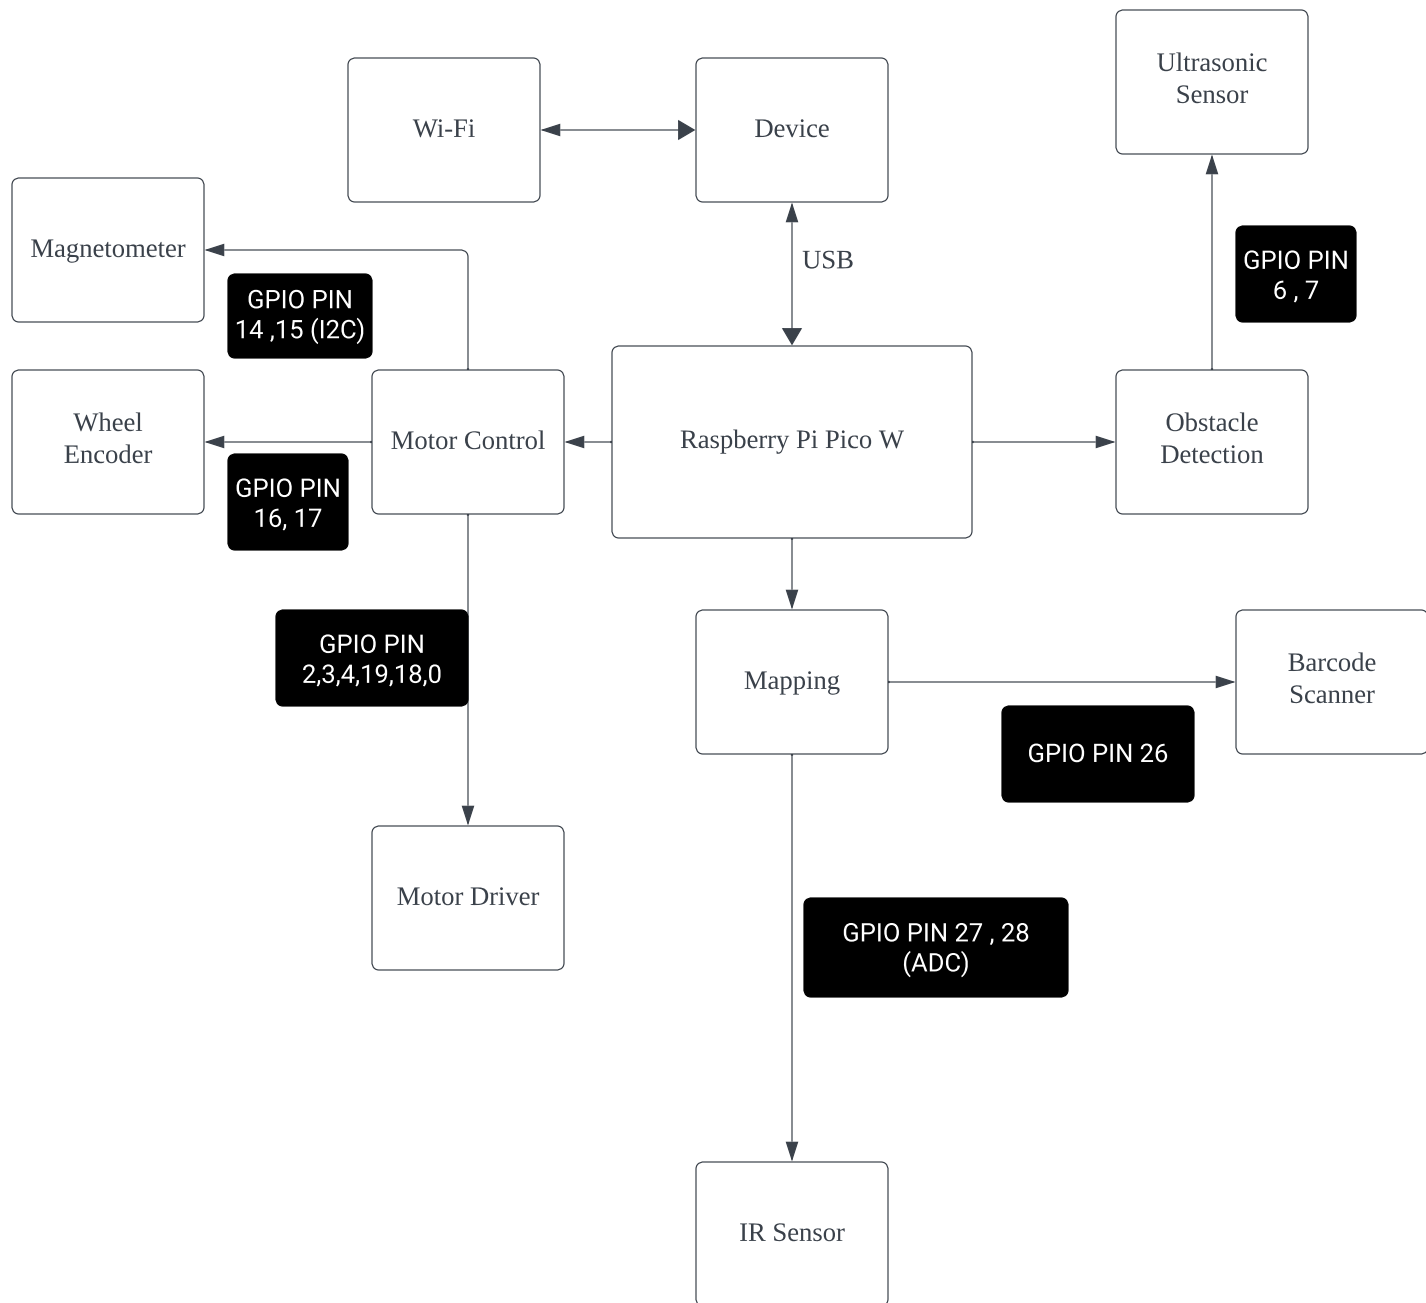 Ultrasonic
Sensor
Wi-Fi
Device
Magnetometer
USB
GPIO PIN
6 , 7
GPIO PIN
14 ,15 (I2C)
Wheel
Encoder
Motor Control
Raspberry Pi Pico W
Obstacle
Detection
GPIO PIN
16, 17
GPIO PIN
2,3,4,19,18,0
Mapping
Barcode
Scanner
GPIO PIN 26
Motor Driver
GPIO PIN 27 , 28
(ADC)
IR Sensor